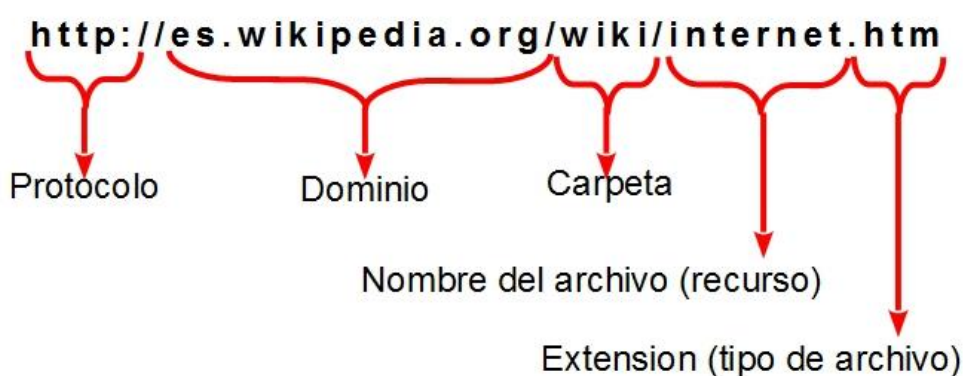 http://es.wikipedia.org/wiki/internet.htm
Protocolo
Dominio
Carpeta
Nombre del archivo (recurso)
Extension (tipo de archivo)